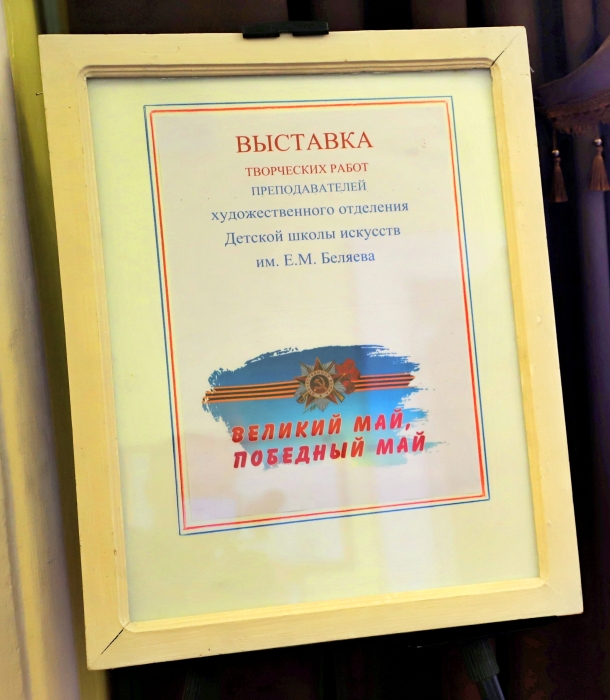 ВЫСТАВКА
ТВОРЧЕСКИХ РАБОТ
ПРЕПОДАВАТЕЛЕЙ
художественного отделения
Детской школы искусств
им. Е.М. Беляева
ВЕЛИКИЙ МАЙ,
ПОБЕДНЫЙ МАЙ